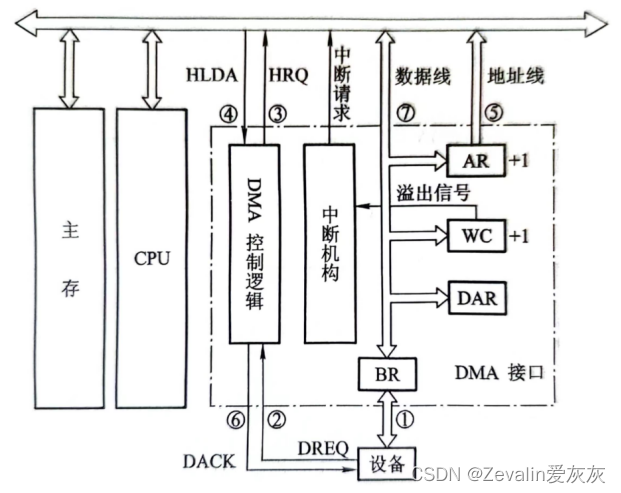 HLDA
HRQ
中断请求
数据线
地址线
④
③
⑦
⑤
主存
CPU
DMA 控制逻辑
中断机构
AR
+1
溢出信号
WC
+1
DAR
BR
DMA 接口
⑥
②
①
DACK
DREQ
设备
CSDN @Zevalin爱灰灰